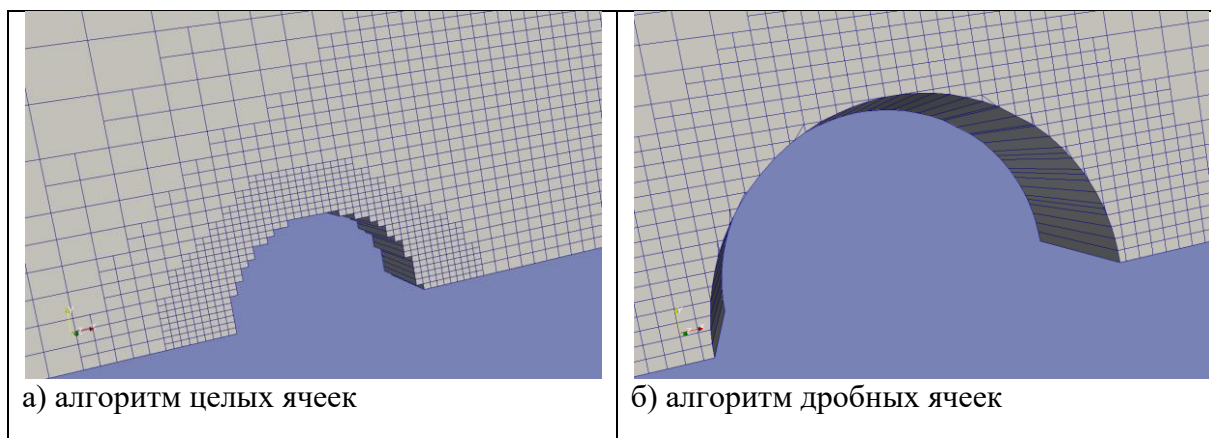 а) алгоритм целых ячеек
б) алгоритм дробных ячеек